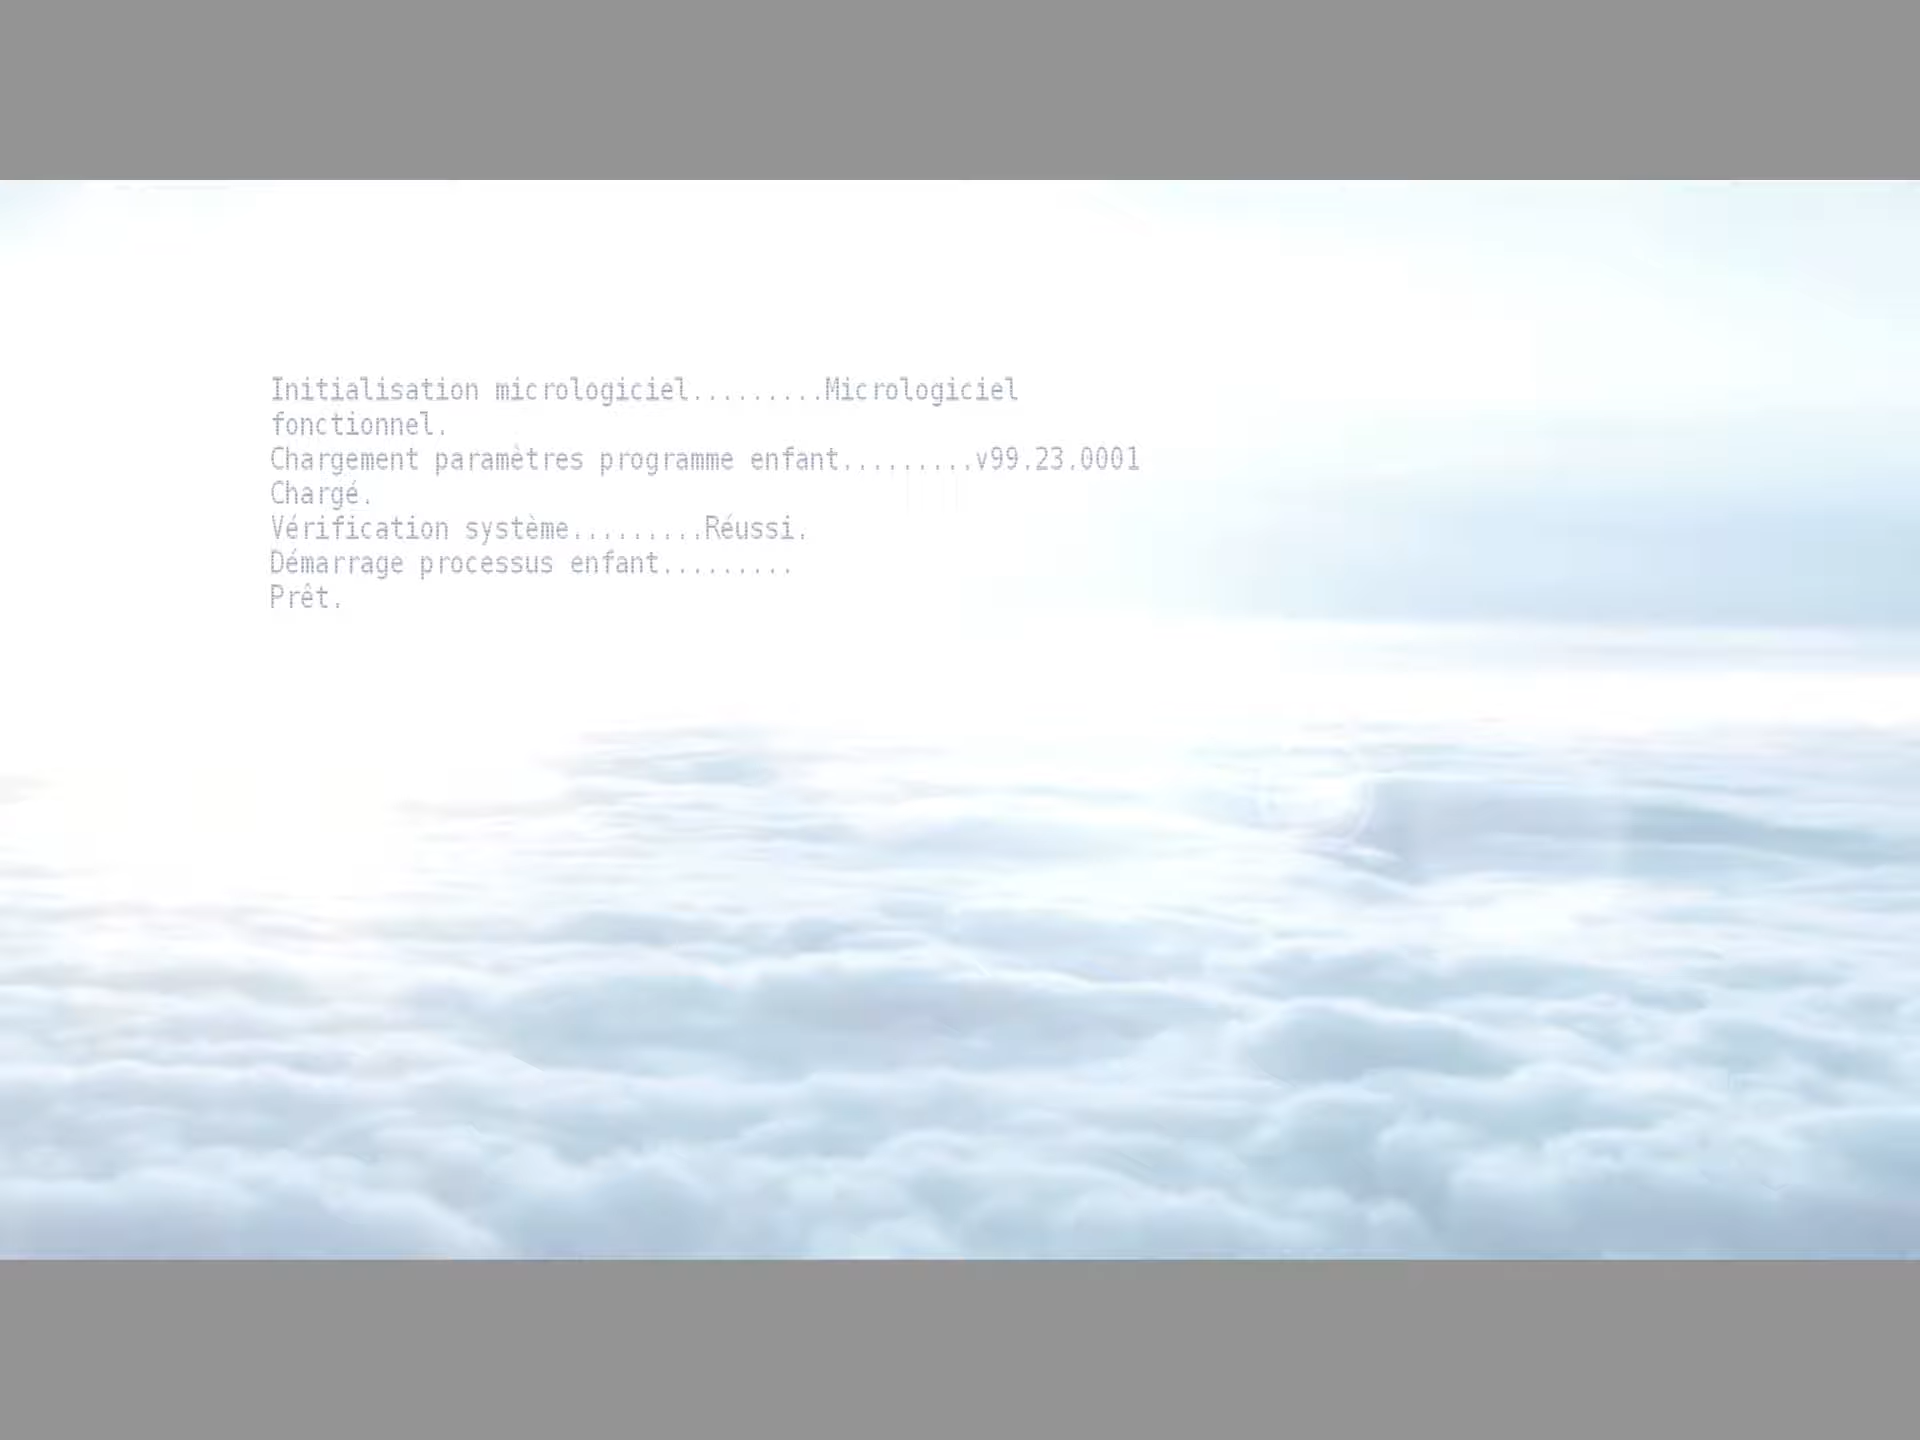 Initialisation micrologiciel.........Micrologiciel
fonctionnel.
Chargement paramètres programme enfant.........v99.23.0001
Chargé.
Vérification système.........Réussi.
Démarrage processus enfant.........
Prêt.